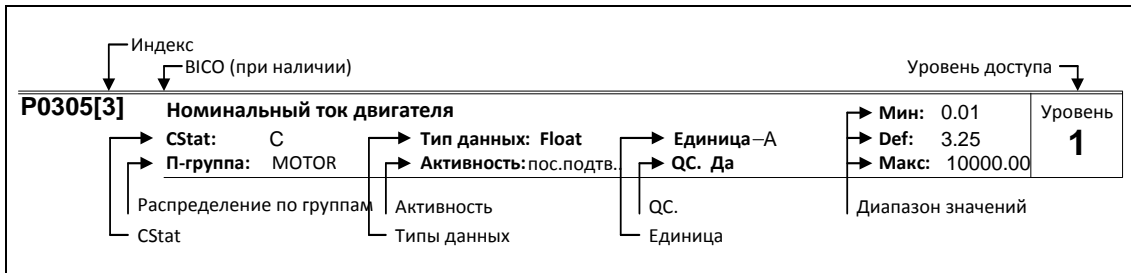 Индекс
BICO (при наличии)
Уровень доступа
P0305[3] Номинальный ток двигателя Мин: 0.01 Уровень
CStat: C Тип данных: Float Единица–A Def: 3.25 1
П-группа: MOTOR Активность: пос.подтв.. QC. Да Макс: 10000.00
Распределение по группам Активность QC. Диапазон значений
CStat Типы данных Единица